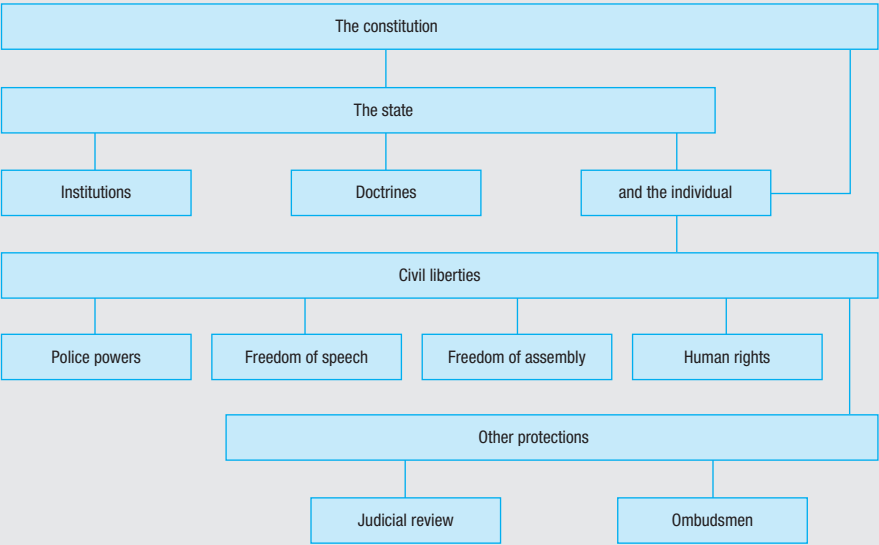 The constitution
The state
Institutions
Doctrines
and the individual
Civil liberties
Police powers
Freedom of speech
Freedom of assembly
Human rights
Other protections
Judicial review
Ombudsmen